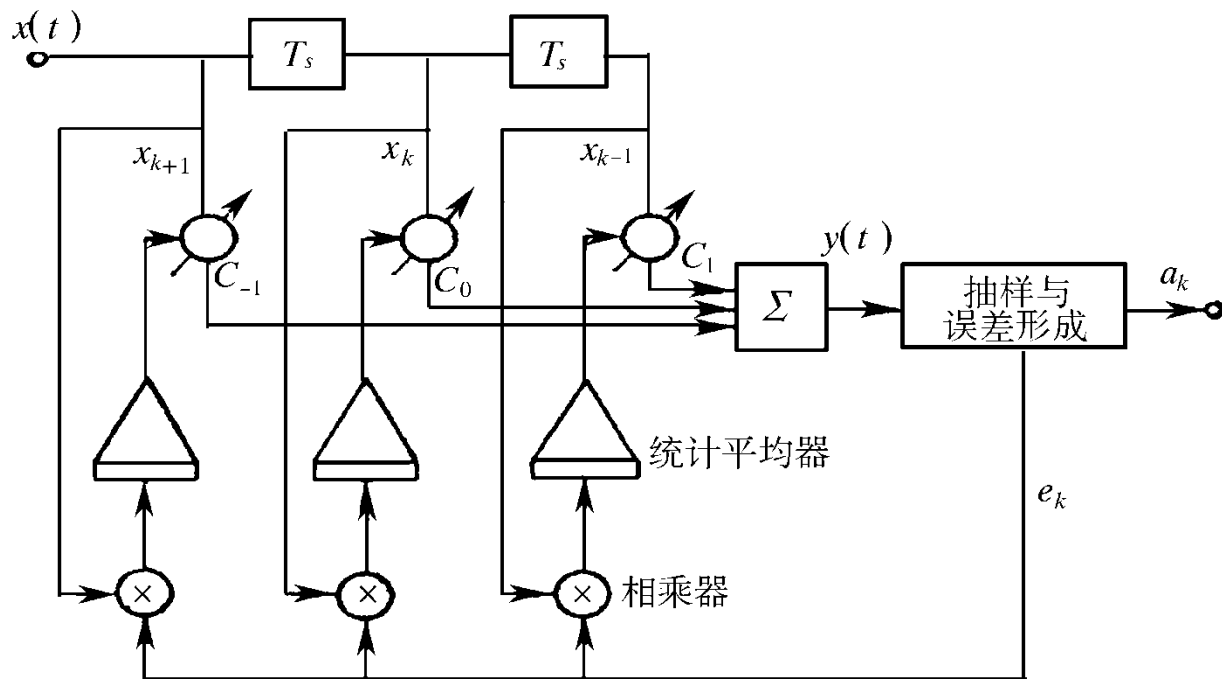 x(t)
T_s
T_s
x_{k+1}
x_k
x_{k-1}
C_{-1}
C_0
C_1
Σ
y(t)
抽样与
误差形成
a_k
统计平均器
e_k
×
×
×
相乘器